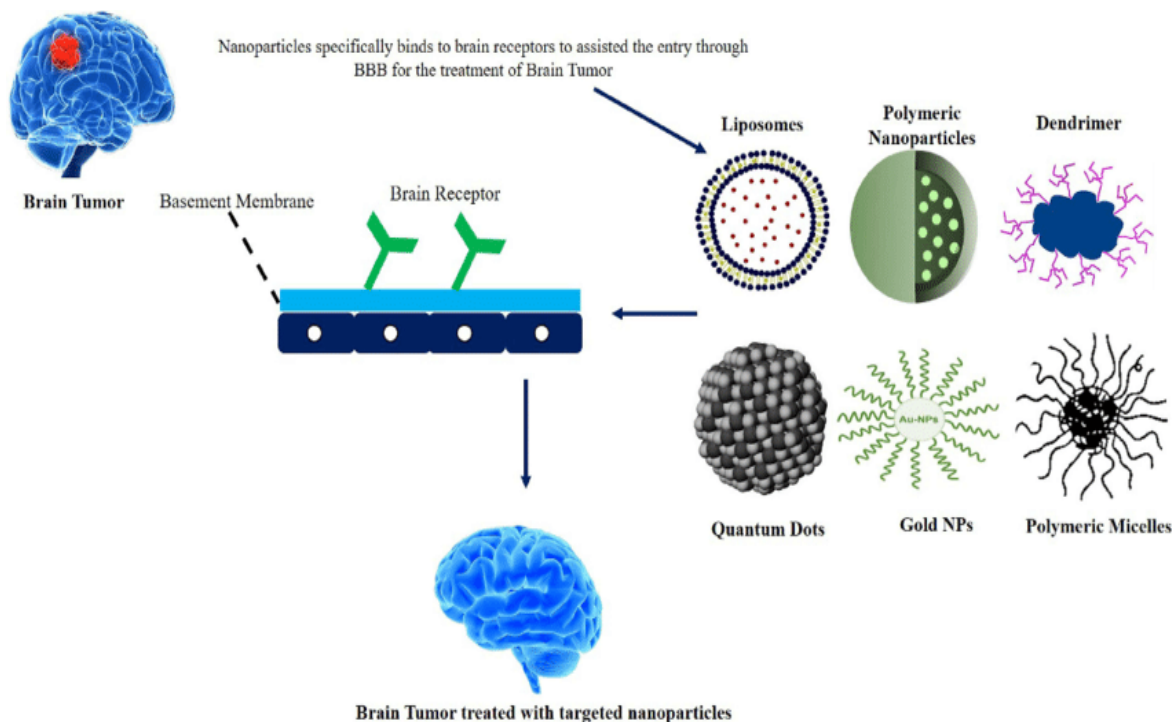 Nanoparticles specifically binds to brain receptors to assisted the entry through
BBB for the treatment of Brain Tumor
Brain Tumor
Basement Membrane
Brain Receptor
Liposomes
Polymeric
Nanoparticles
Dendrimer
Au-NPs
Quantum Dots
Gold NPs
Polymeric Micelles
Brain Tumor treated with targeted nanoparticles